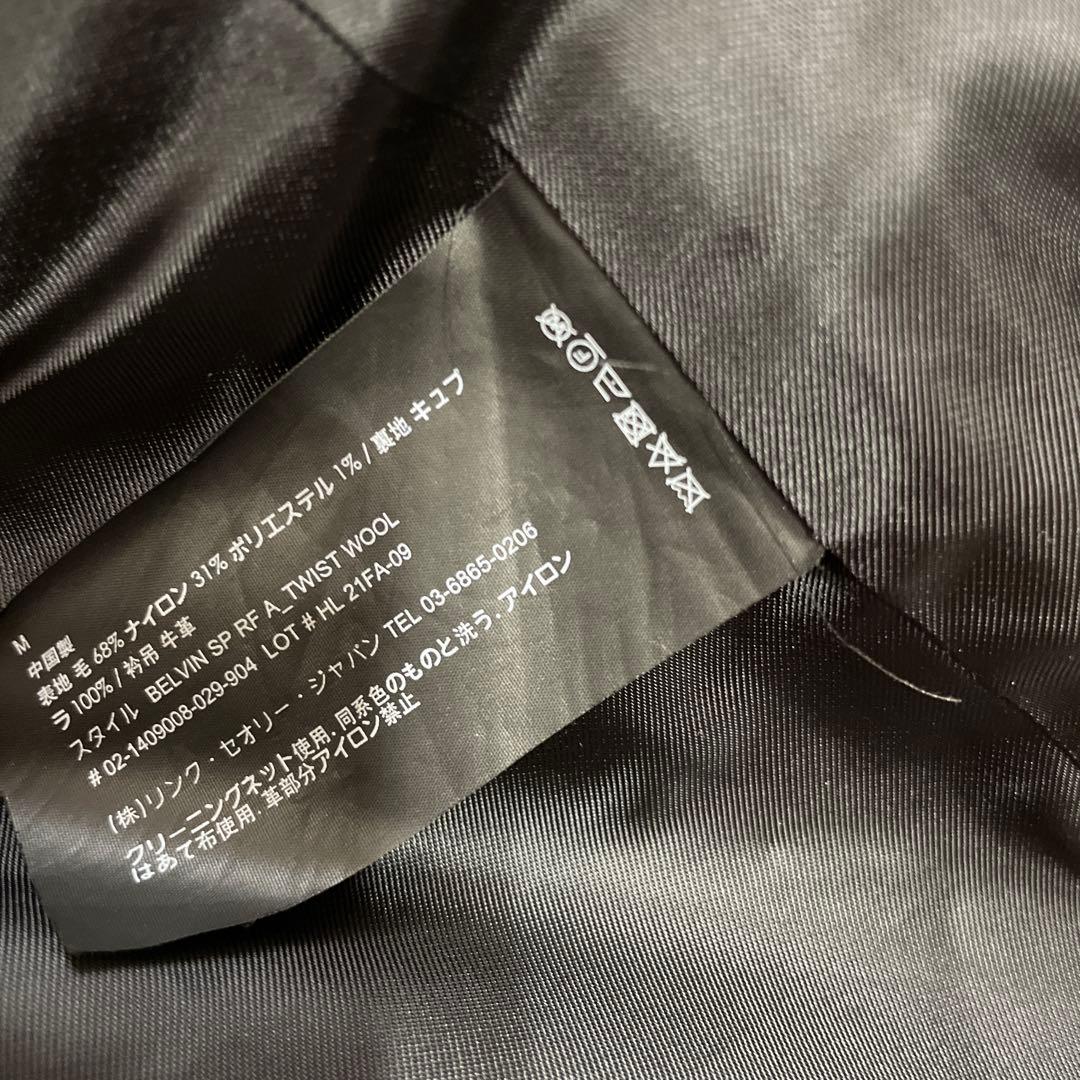 M
中国製
表地 毛 68% ナイロン 31% ポリエステル 1% / 裏地 キュプ
ラ 100% / 衿吊 牛革
スタイル BELVIN SP RF A_TWIST WOOL
# 02-1409008-029-904 LOT # HL 21FA-09
(株)リンク・セオリー・ジャパン TEL 03-6865-0206
クリーニングネット使用.同系色のものと洗う.アイロン
はあて布使用.革部分アイロン禁止